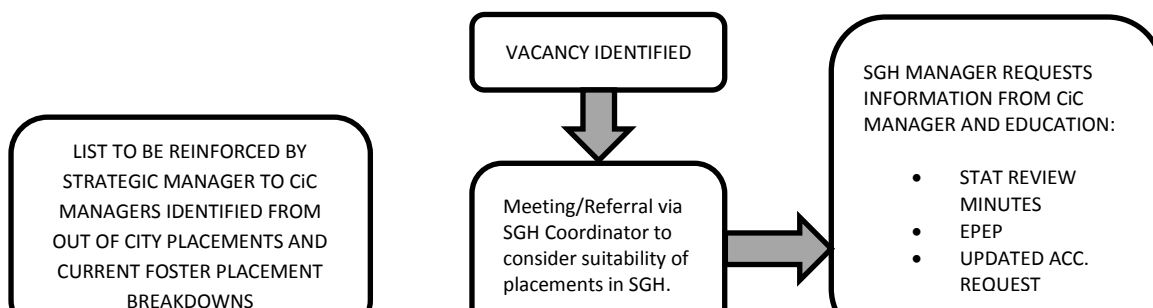 VACANCY IDENTIFIED
LIST TO BE REINFORCED BY
STRATEGIC MANAGER TO CiC
MANAGERS IDENTIFIED FROM
OUT OF CITY PLACEMENTS AND
CURRENT FOSTER PLACEMENT
BREAKDOWNS
Meeting/Referral via
SGH Coordinator to
consider suitability of
placements in SGH.
SGH MANAGER REQUESTS
INFORMATION FROM CiC
MANAGER AND EDUCATION:
• STAT REVIEW
MINUTES
• EPEP
• UPDATED ACC.
REQUEST